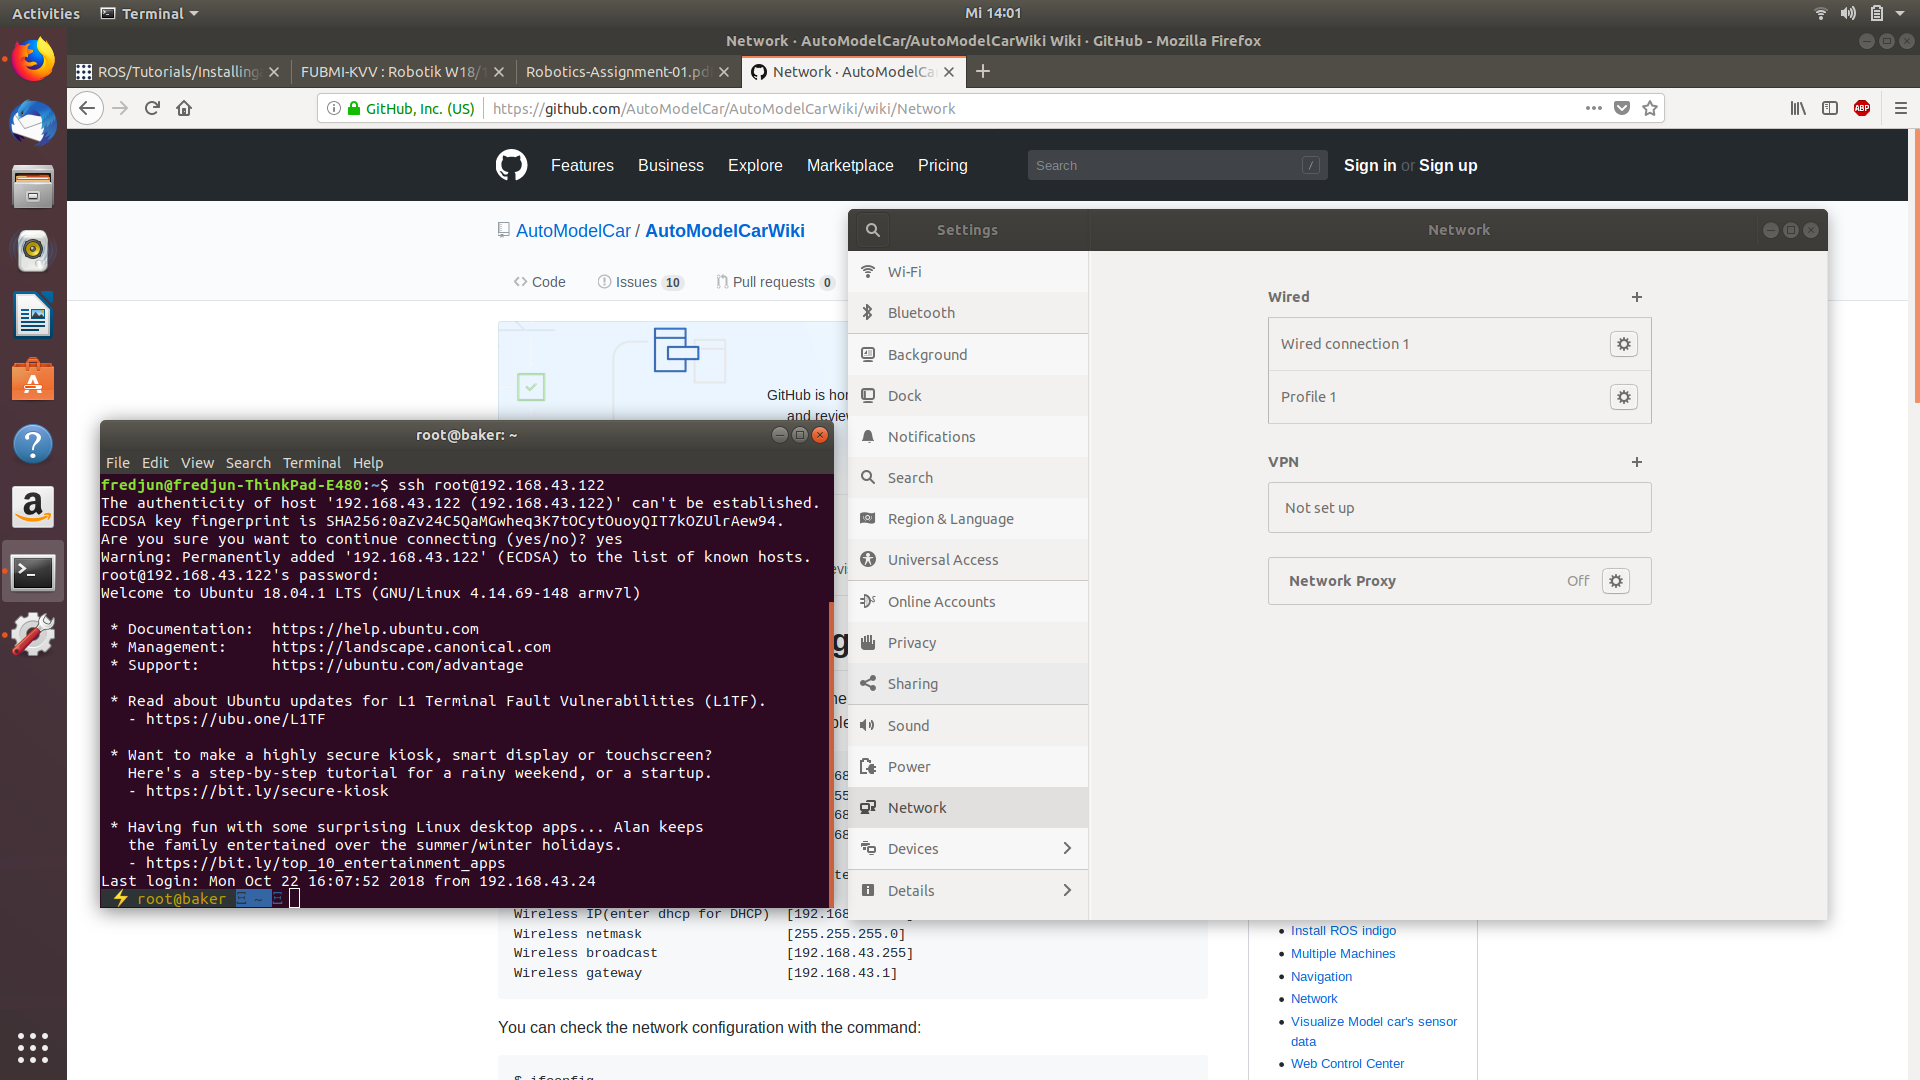 Activities
Terminal
Mi 14:01
Network · AutoModelCar/AutoModelCarWiki Wiki · GitHub - Mozilla Firefox
ROS/Tutorials/Installing
FUBMI-KVV : Robotik W18/1
Robotics-Assignment-01.pd
Network · AutoModelCa
GitHub, Inc. (US)
https://github.com/AutoModelCar/AutoModelCarWiki/wiki/Network
ABP
Features
Business
Explore
Marketplace
Pricing
Search
/
Sign in or Sign up
AutoModelCar / AutoModelCarWiki
Code
Issues 10
Pull requests 0
GitHub is hom
and review
root@baker: ~
File Edit View Search Terminal Help
fredjun@fredjun-ThinkPad-E480:~$ ssh root@192.168.43.122
The authenticity of host '192.168.43.122 (192.168.43.122)' can't be established.
ECDSA key fingerprint is SHA256:0aZv24C5QaMGwheq3K7tOCytOuoyQIT7kOZUlrAew94.
Are you sure you want to continue connecting (yes/no)? yes
Warning: Permanently added '192.168.43.122' (ECDSA) to the list of known hosts.
root@192.168.43.122's password:
Welcome to Ubuntu 18.04.1 LTS (GNU/Linux 4.14.69-148 armv7l)
* Documentation: https://help.ubuntu.com
* Management: https://landscape.canonical.com
* Support: https://ubuntu.com/advantage
* Read about Ubuntu updates for L1 Terminal Fault Vulnerabilities (L1TF).
- https://ubu.one/L1TF
* Want to make a highly secure kiosk, smart display or touchscreen?
Here's a step-by-step tutorial for a rainy weekend, or a startup.
- https://bit.ly/secure-kiosk
* Having fun with some surprising Linux desktop apps... Alan keeps
the family entertained over the summer/winter holidays.
- https://bit.ly/top_10_entertainment_apps
Last login: Mon Oct 22 16:07:52 2018 from 192.168.43.24
root@baker ~
Settings
Network
Wi-Fi
Bluetooth
Background
Dock
Notifications
Search
Region & Language
Universal Access
Online Accounts
Privacy
Sharing
Sound
Power
Network
Devices
Details
Wired
Wired connection 1
Profile 1
VPN
Not set up
Network Proxy
Off
Wireless IP(enter dhcp for DHCP) [192.168
Wireless netmask [255.255.255.0]
Wireless broadcast [192.168.43.255]
Wireless gateway [192.168.43.1]
You can check the network configuration with the command:
$ ifconfig
Install ROS indigo
Multiple Machines
Navigation
Network
Visualize Model car's sensor
data
Web Control Center